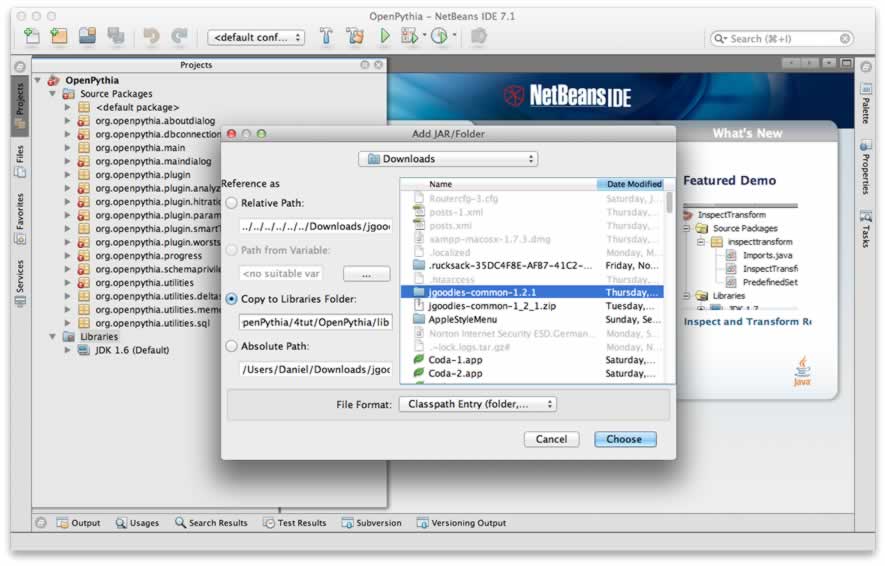 OpenPythia – NetBeans IDE 7.1
<default conf...
Search (⌘+I)
Projects
Projects
Files
Favorites
Services
OpenPythia
Source Packages
<default package>
org.openpythia.aboutdialog
org.openpythia.dbconnection
org.openpythia.main
org.openpythia.maindialog
org.openpythia.plugin
org.openpythia.plugin.analyz
org.openpythia.plugin.hitratio
org.openpythia.plugin.param
org.openpythia.plugin.smartT
org.openpythia.plugin.worsts
org.openpythia.progress
org.openpythia.schemaprivile
org.openpythia.utilities
org.openpythia.utilities.deltas
org.openpythia.utilities.memo
org.openpythia.utilities.sql
Libraries
JDK 1.6 (Default)
NetBeans IDE
What's New
Featured Demo
InspectTransform
Source Packages
inspecttransform
Imports.java
InspectTransf
PredefinedSet
Libraries
JDK 1.7
Inspect and Transform Re
Java
Palette
Properties
Tasks
Add JAR/Folder
Downloads
Reference as
Relative Path:
../../../../../../Downloads/jgoo
Path from Variable:
<no suitable var
...
Copy to Libraries Folder:
penPythia/4tut/OpenPythia/lib
Absolute Path:
/Users/Daniel/Downloads/jgoo
Name Date Modified
Routercfg-3.cfg Saturday, J...
posts-1.xml Thursday,...
posts.xml Thursday,...
xampp-macosx-1.7.3.dmg Thursday,...
.localized Monday, D...
.rucksack-35DC4F8E-AFB7-41C2-... Friday, No...
.htaccess Thursday,...
jgoodies-common-1.2.1 Thursday,...
jgoodies-common-1_2_1.zip Tuesday,...
AppleStyleMenu Sunday, Se...
Norton Internet Security ESD.German... Monday, S...
.-lock.logs.tar.gz# Monday, N...
Coda-1.app Saturday,...
Coda-2.app Saturday,...
File Format: Classpath Entry (folder,...
Cancel
Choose
Output
Usages
Search Results
Test Results
Subversion
Versioning Output